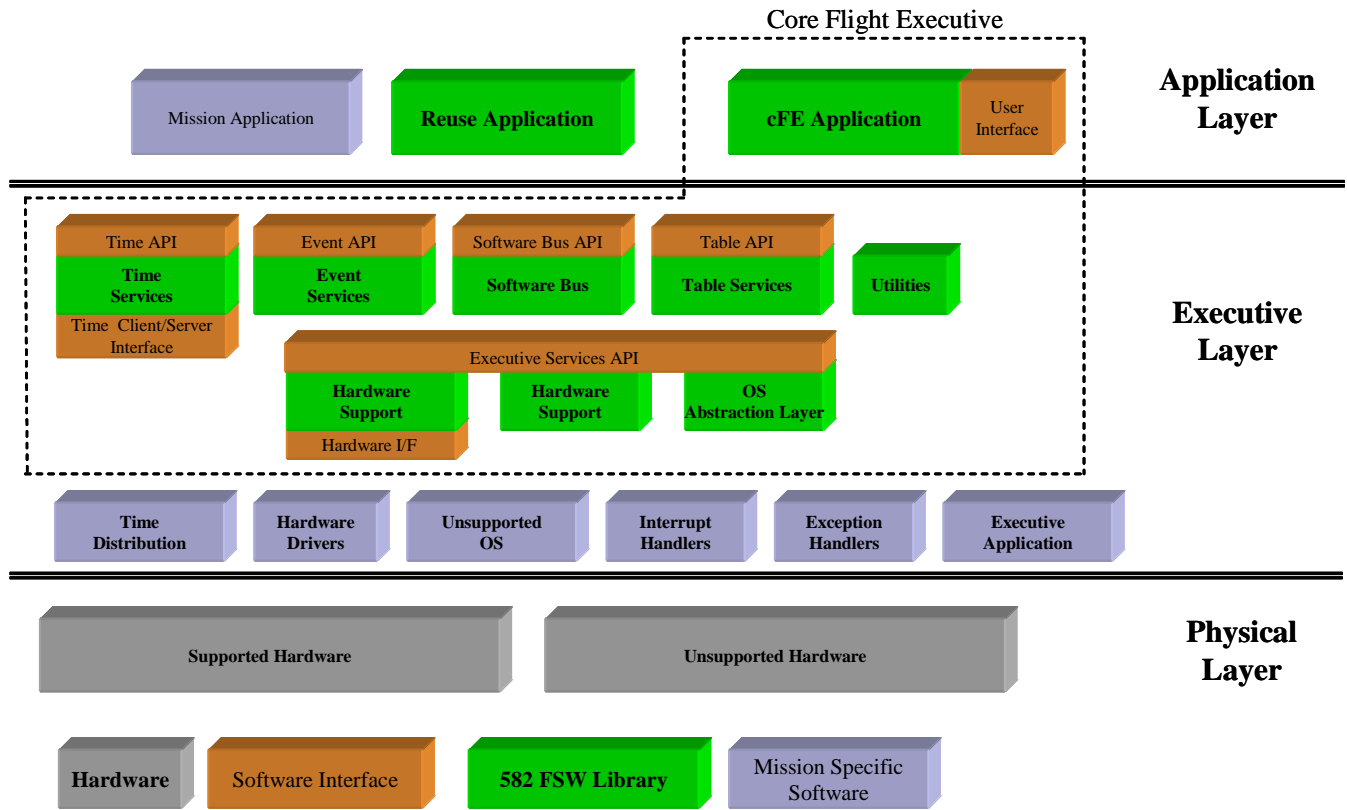 Core Flight Executive
Mission Application
Reuse Application
cFE Application
User
Interface
Application
Layer
Time API
Event API
Software Bus API
Table API
Time
Services
Event
Services
Software Bus
Table Services
Utilities
Time Client/Server
Interface
Executive Services API
Hardware
Support
Hardware
Support
OS
Abstraction Layer
Hardware I/F
Executive
Layer
Time
Distribution
Hardware
Drivers
Unsupported
OS
Interrupt
Handlers
Exception
Handlers
Executive
Application
Supported Hardware
Unsupported Hardware
Physical
Layer
Hardware
Software Interface
582 FSW Library
Mission Specific
Software